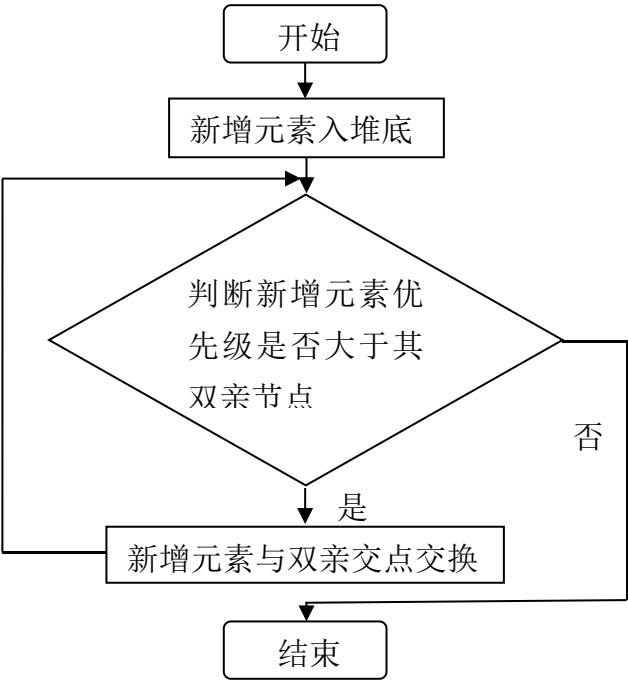 开始
新增元素入堆底
判断新增元素优
先级是否大于其
双亲节点
否
是
新增元素与双亲交点交换
结束